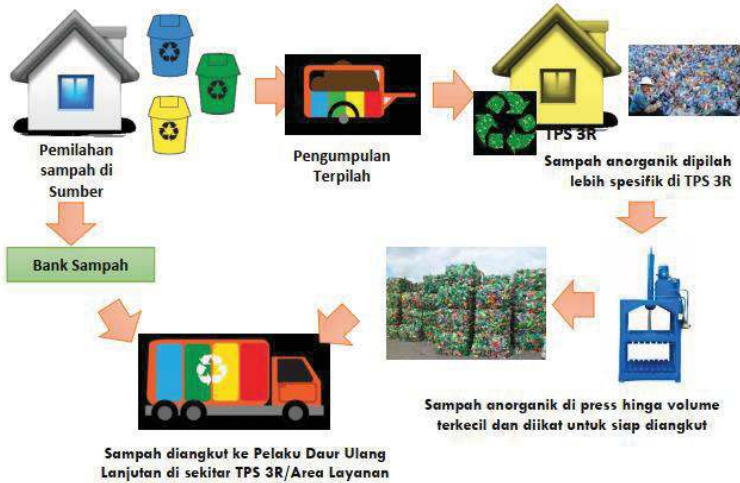 Pemilahan
sampah di
Sumber
Pengumpulan
Terpilah
TPS 3R
Sampah anorganik dipilah
lebih spesifik di TPS 3R
Bank Sampah
Sampah anorganik di press hingga volume
terkecil dan diikat untuk siap diangkut
Sampah diangkut ke Pelaku Daur Ulang
Lanjutan di sekitar TPS 3R/Area Layanan